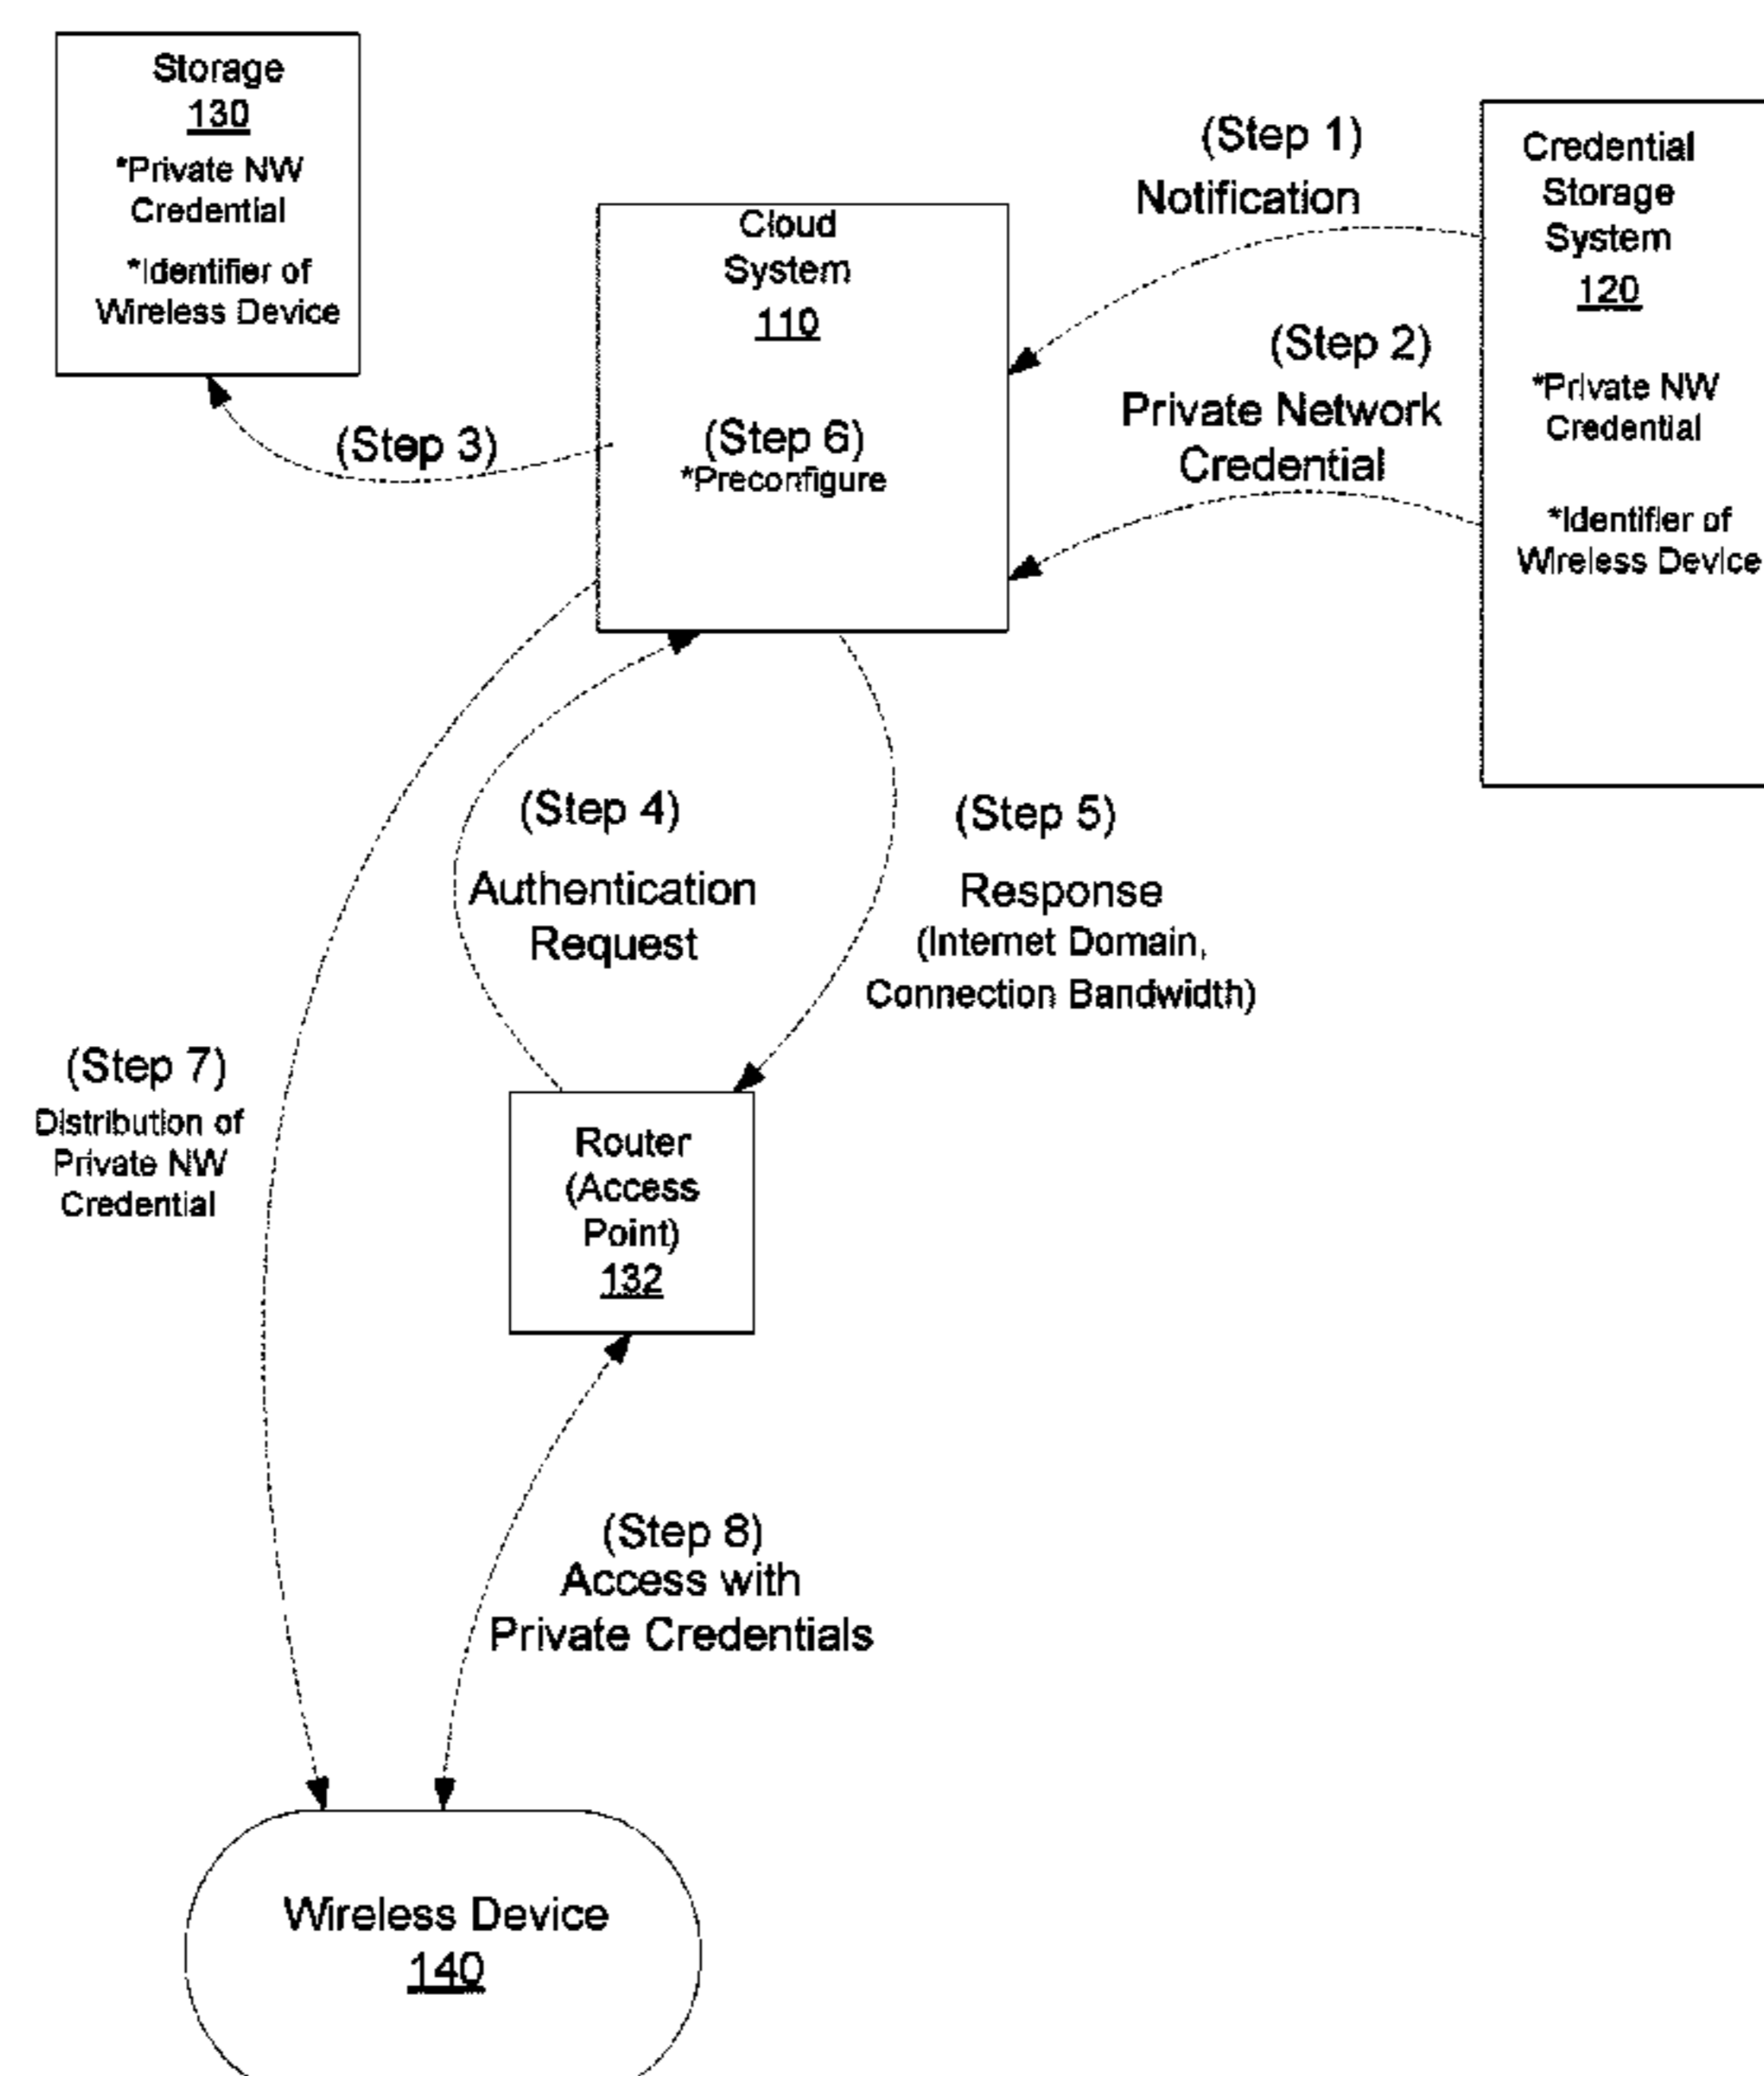 Storage
130
*Private NW
Credential
*Identifier of
Wireless Device
(Step 1)
Notification
Credential
Storage
System
120
*Private NW
Credential
*Identifier of
Wireless Device
Cloud
System
110
(Step 6)
*Preconfigure
(Step 2)
Private Network
Credential
(Step 3)
(Step 4)
Authentication
Request
(Step 5)
Response
(Internet Domain,
Connection Bandwidth)
(Step 7)
Distribution of
Private NW
Credential
Router
(Access
Point)
132
(Step 8)
Access with
Private Credentials
Wireless Device
140